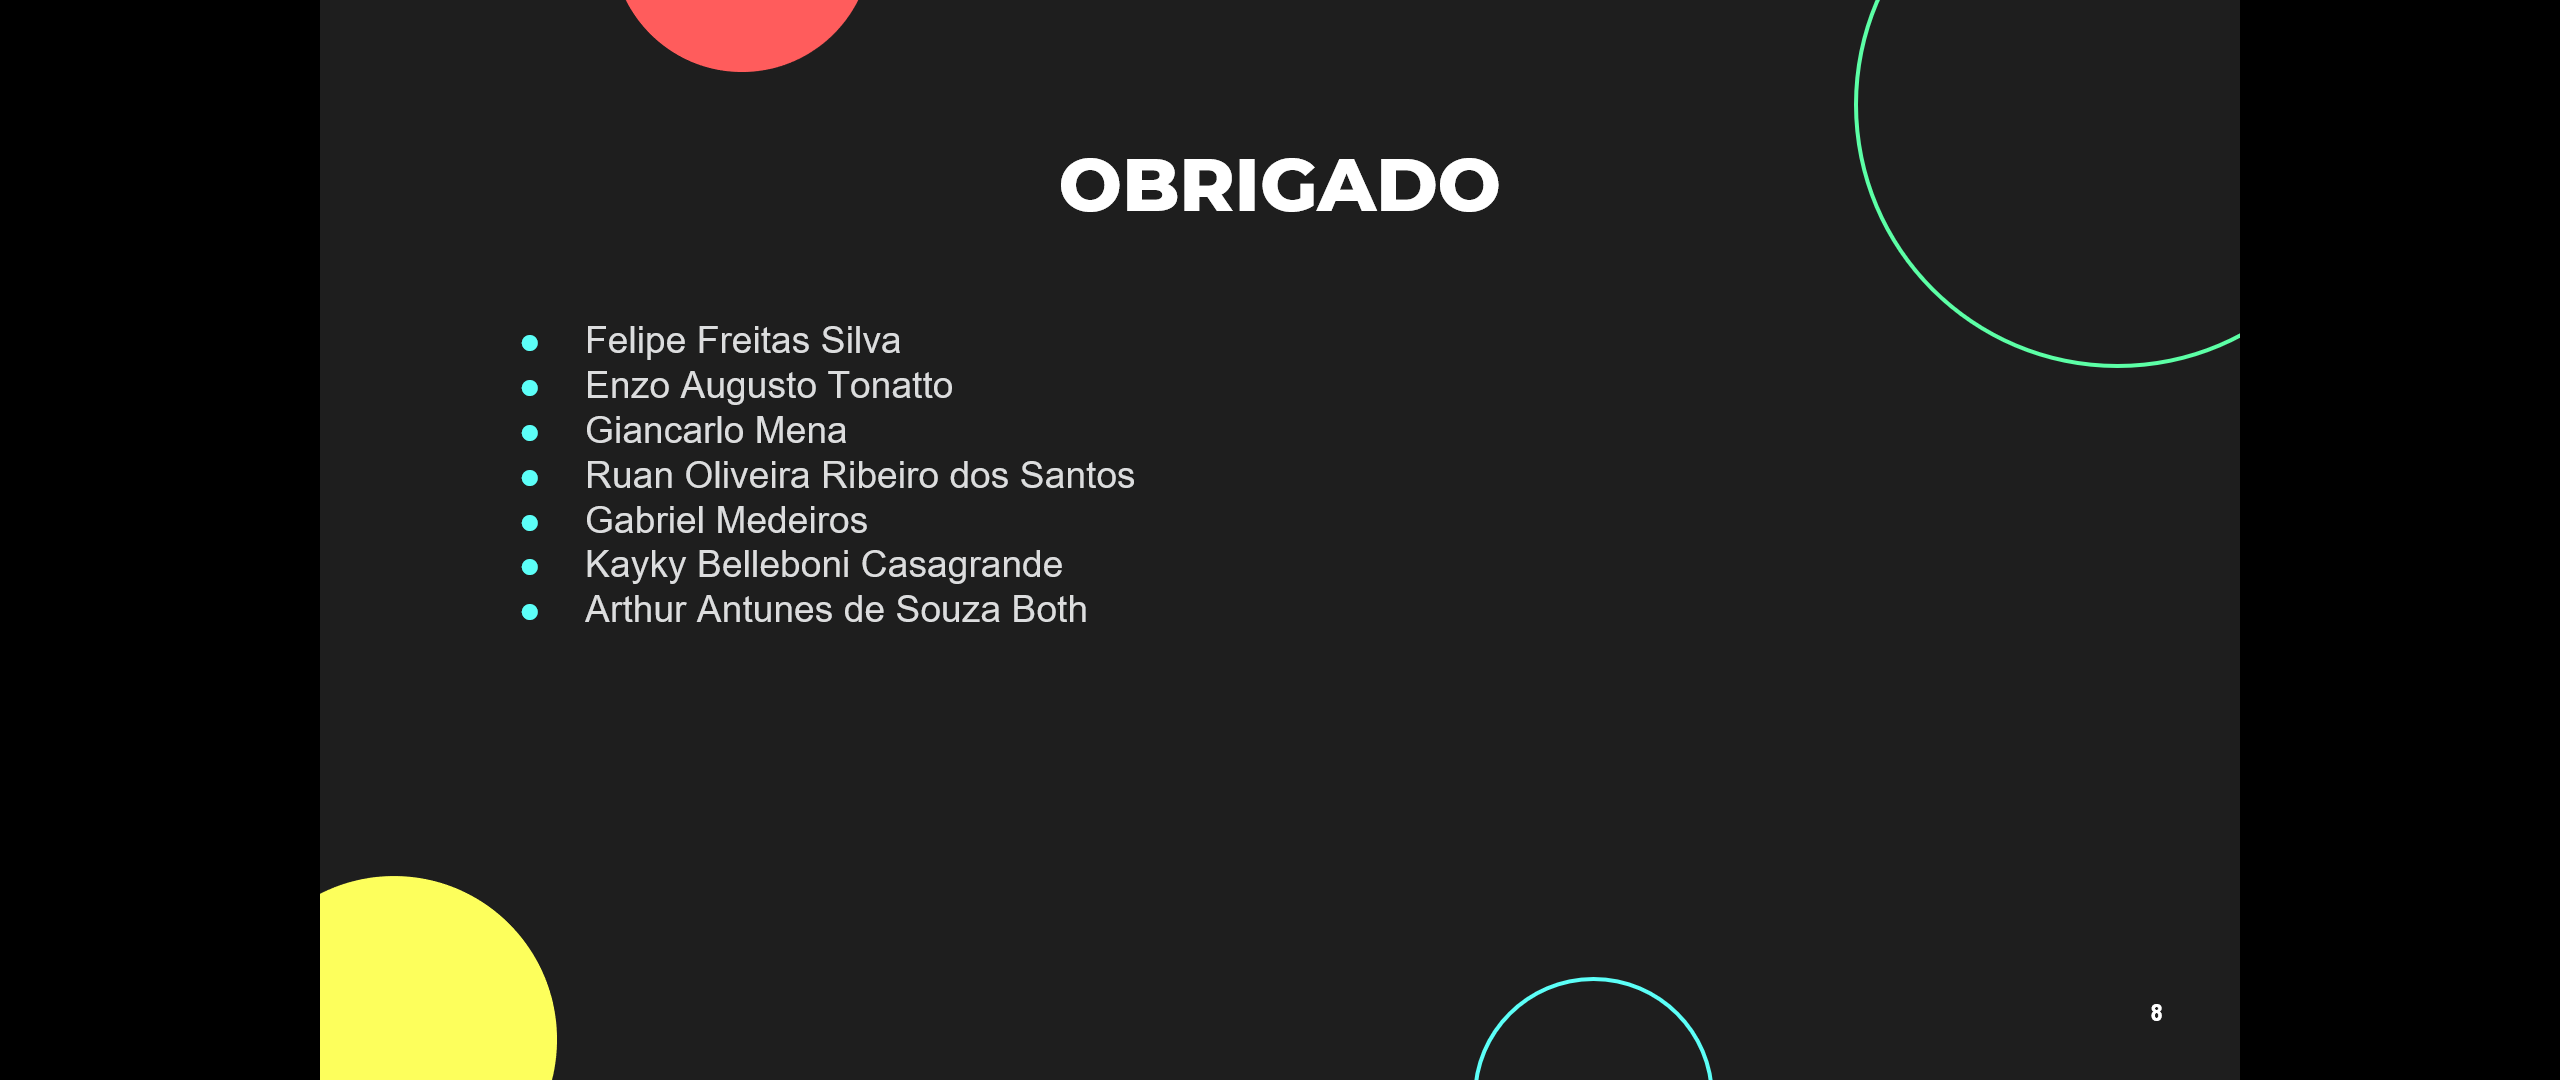 OBRIGADO
● Felipe Freitas Silva
● Enzo Augusto Tonatto
● Giancarlo Mena
● Ruan Oliveira Ribeiro dos Santos
● Gabriel Medeiros
● Kayky Belleboni Casagrande
● Arthur Antunes de Souza Both
8